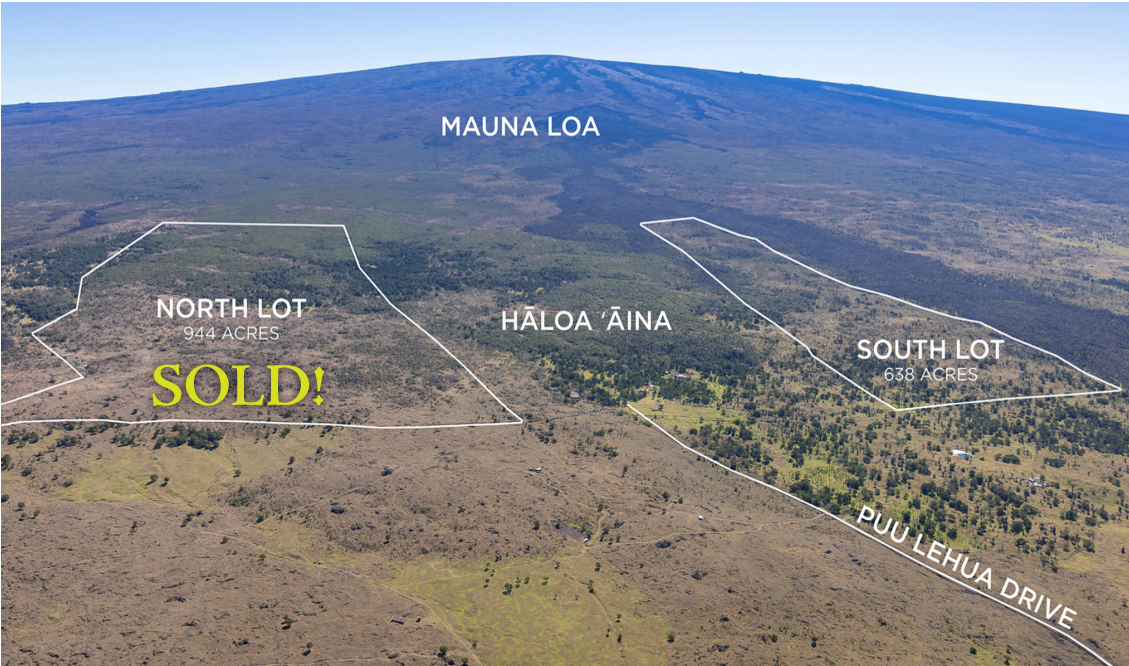 MAUNA LOA
NORTH LOT
944 ACRES
SOLD!
HĀLOA ʻĀINA
SOUTH LOT
638 ACRES
PUU LEHUA DRIVE